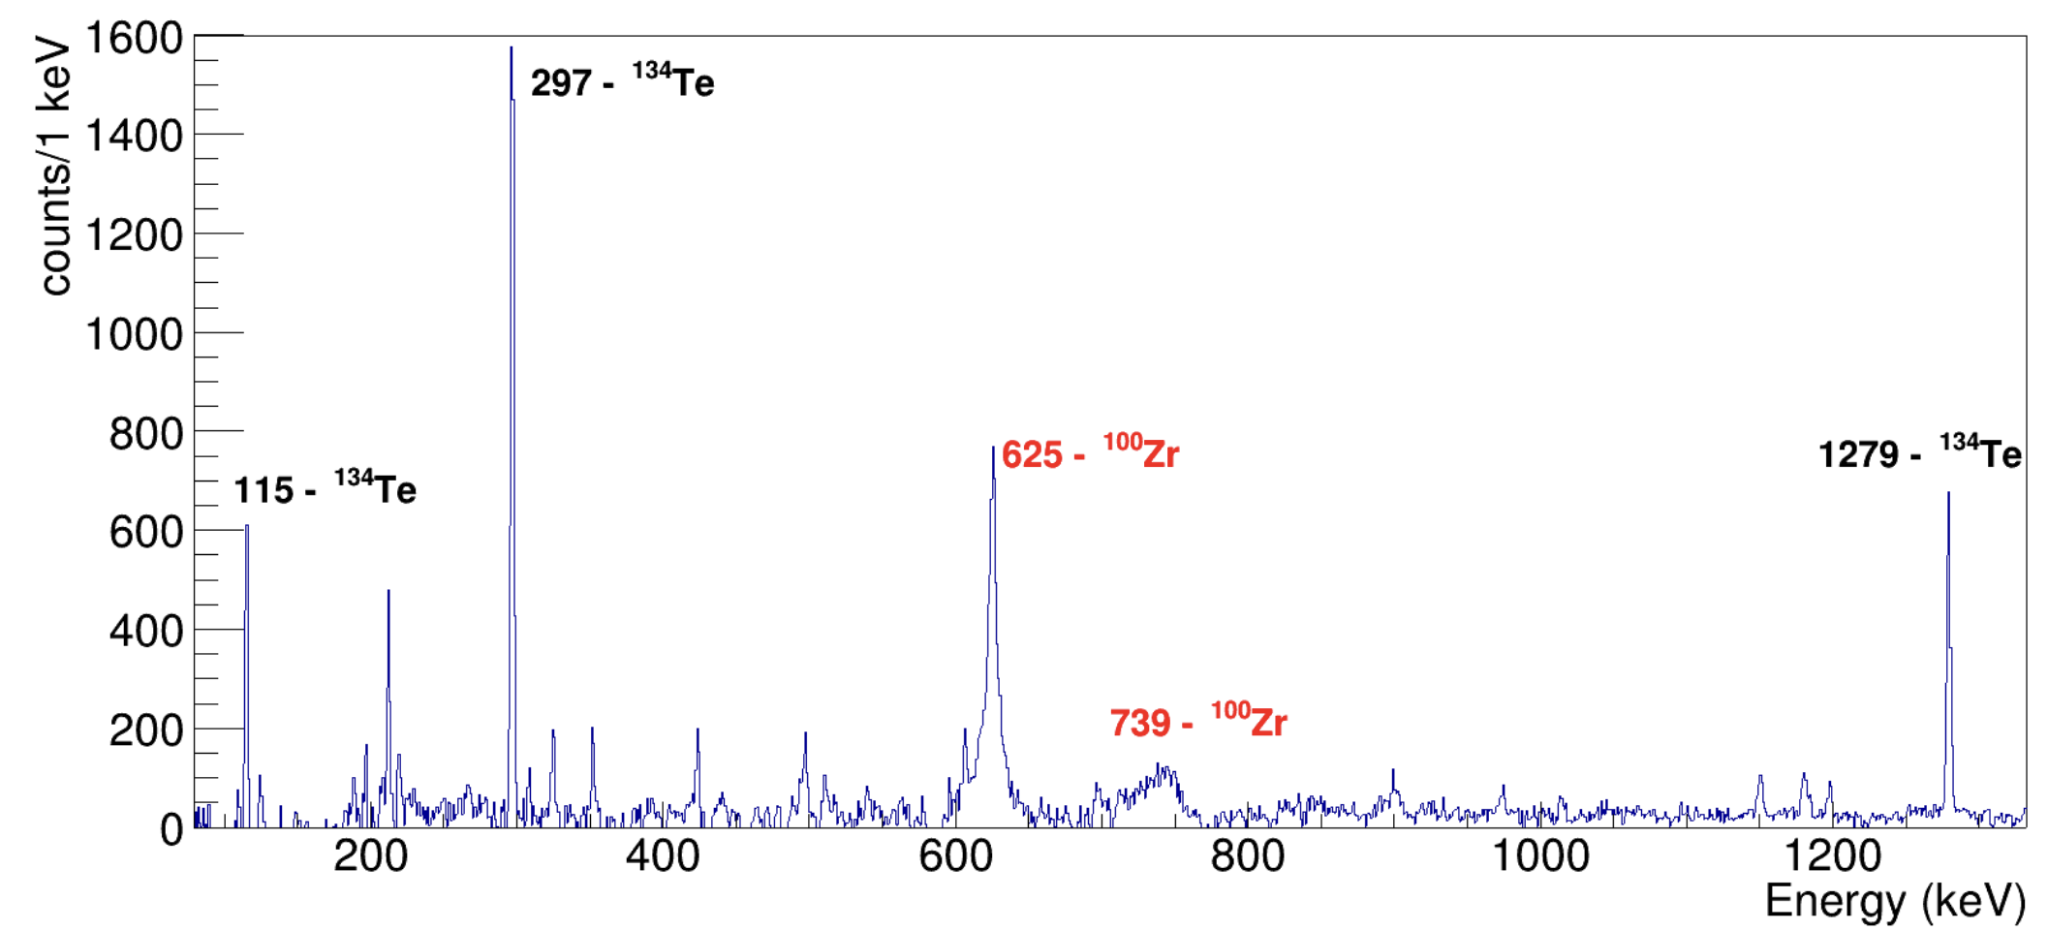 counts/1 keV
1600
1400
1200
1000
800
600
400
200
0
297 - ¹³⁴Te
115 - ¹³⁴Te
625 - ¹⁰⁰Zr
739 - ¹⁰⁰Zr
1279 - ¹³⁴Te
200 400 600 800 1000 1200
Energy (keV)